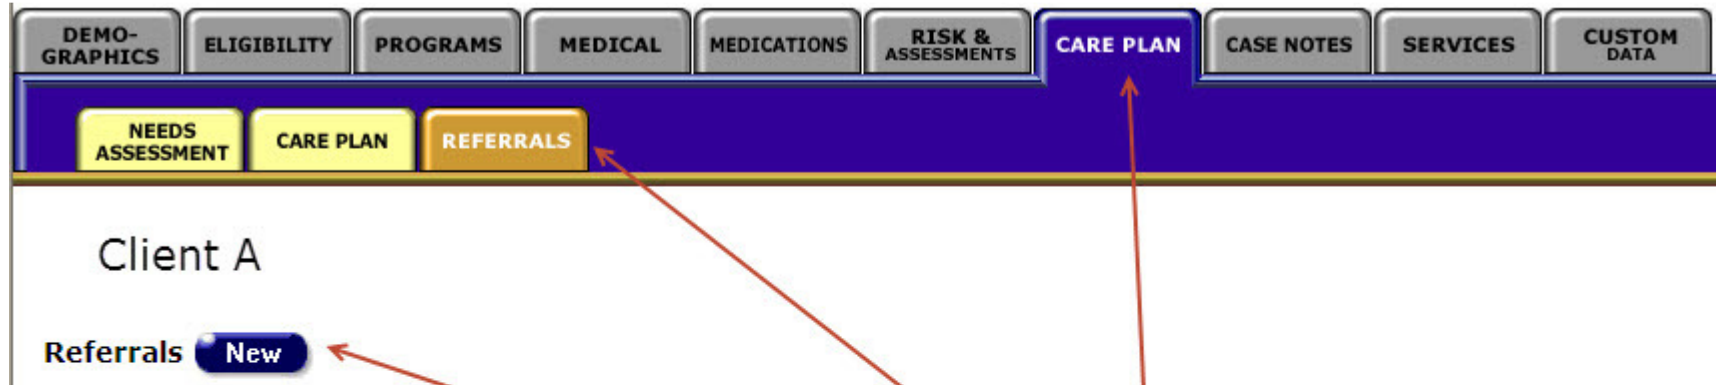 DEMO-
GRAPHICS
ELIGIBILITY
PROGRAMS
MEDICAL
MEDICATIONS
RISK &
ASSESSMENTS
CARE PLAN
CASE NOTES
SERVICES
CUSTOM
DATA
NEEDS
ASSESSMENT
CARE PLAN
REFERRALS
Client A
Referrals New